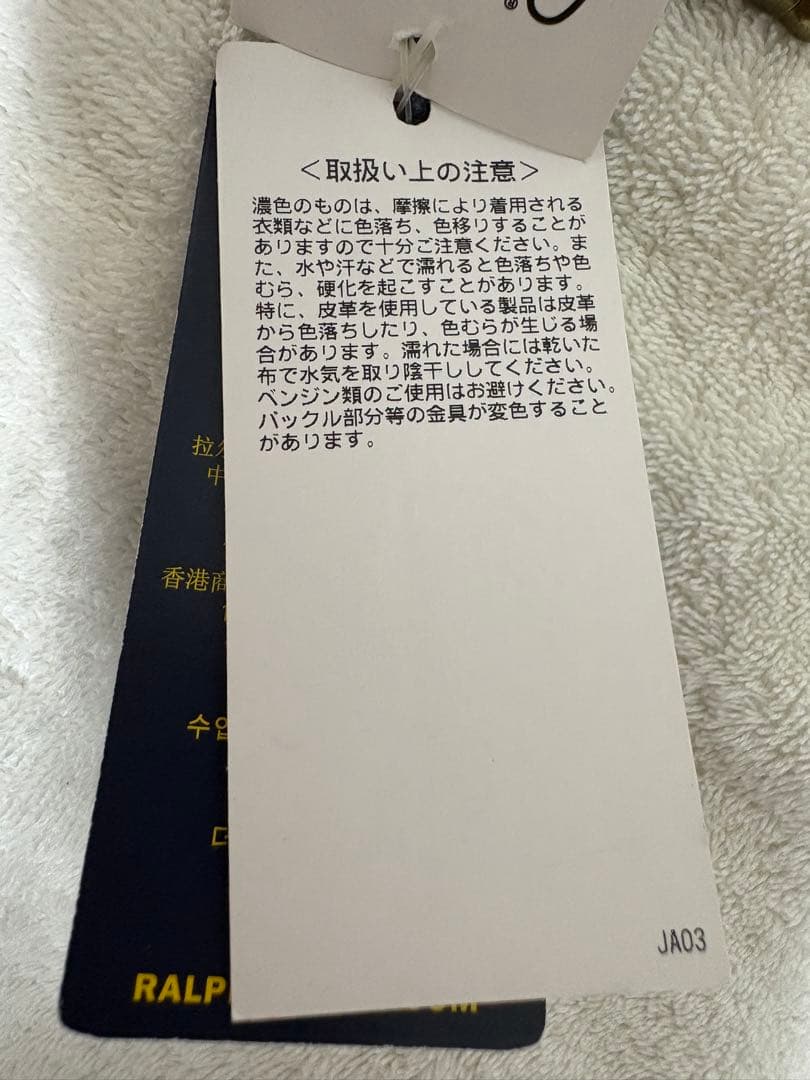 ®
<取扱い上の注意>
濃色のものは、摩擦により着用される
衣類などに色落ち、色移りすることが
ありますので十分ご注意ください。ま
た、水や汗などで濡れると色落ちや色
むら、硬化を起こすことがあります。
特に、皮革を使用している製品は皮革
から色落ちしたり、色むらが生じる場
合があります。濡れた場合には乾いた
布で水気を取り陰干ししてください。
ベンジン類のご使用はお避けください。
バックル部分等の金具が変色すること
があります。
中
香港商
JA03